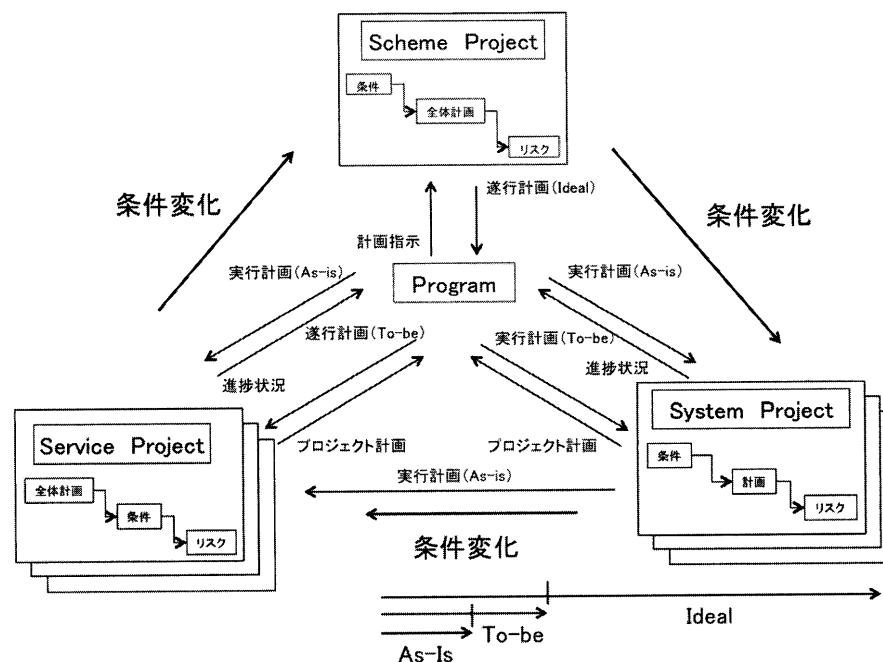 Scheme Project
条件
全体計画
リスク
条件変化
条件変化
遂行計画(Ideal)
計画指示
Program
実行計画(As-is)
実行計画(As-is)
遂行計画(To-be)
実行計画(To-be)
進捗状況
進捗状況
Service Project
全体計画
条件
リスク
System Project
条件
計画
リスク
プロジェクト計画
プロジェクト計画
実行計画(As-is)
条件変化
Ideal
To-be
As-Is